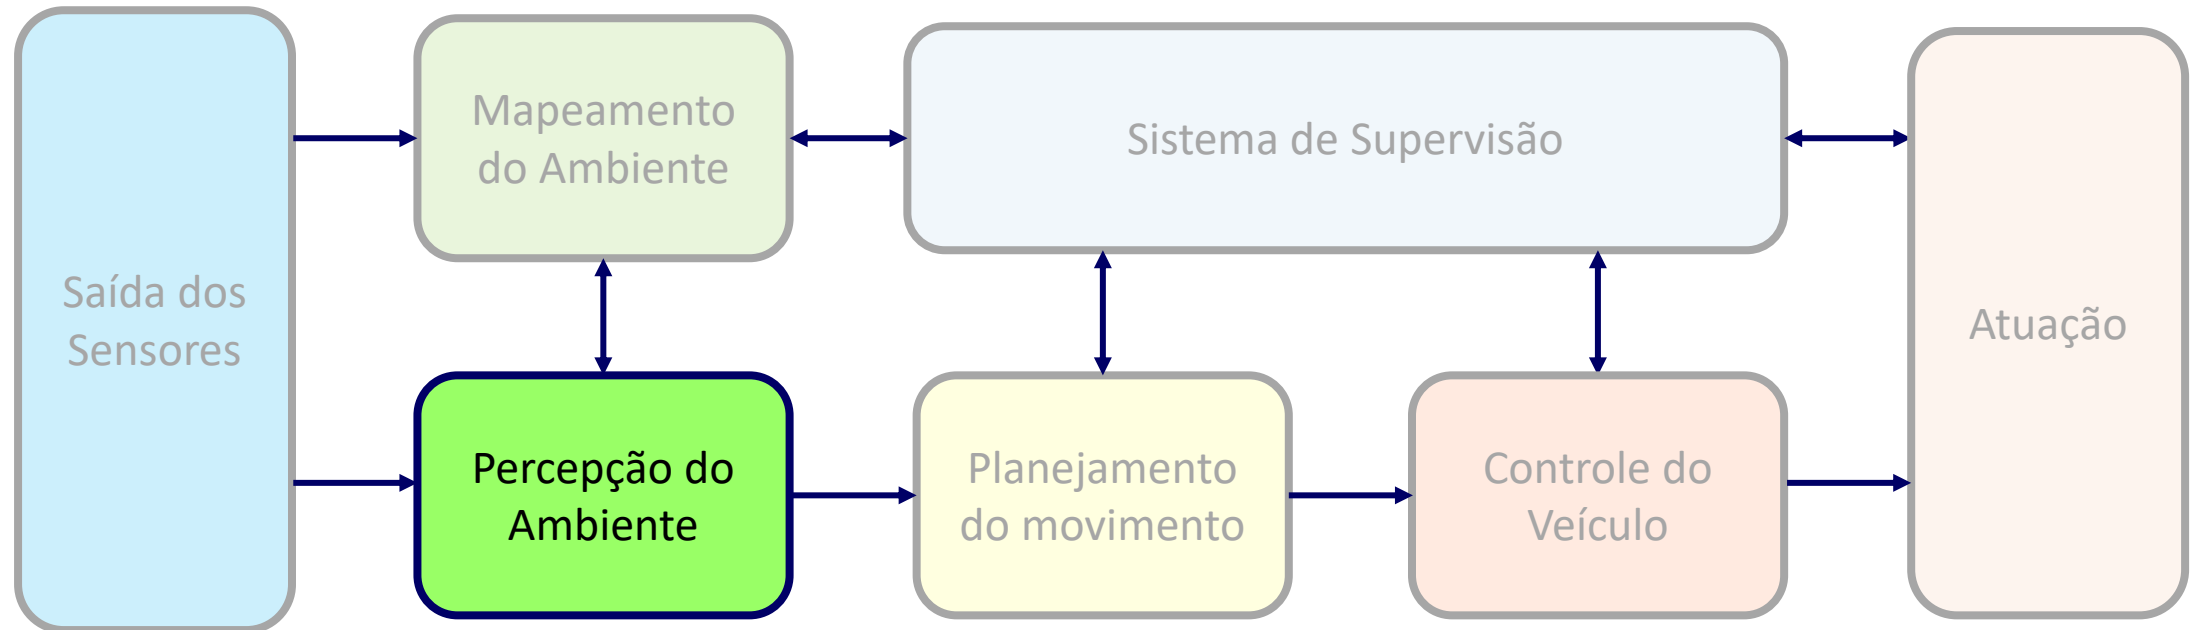 Saída dos
Sensores
Mapeamento
do Ambiente
Sistema de Supervisão
Atuação
Percepção do
Ambiente
Planejamento
do movimento
Controle do
Veículo